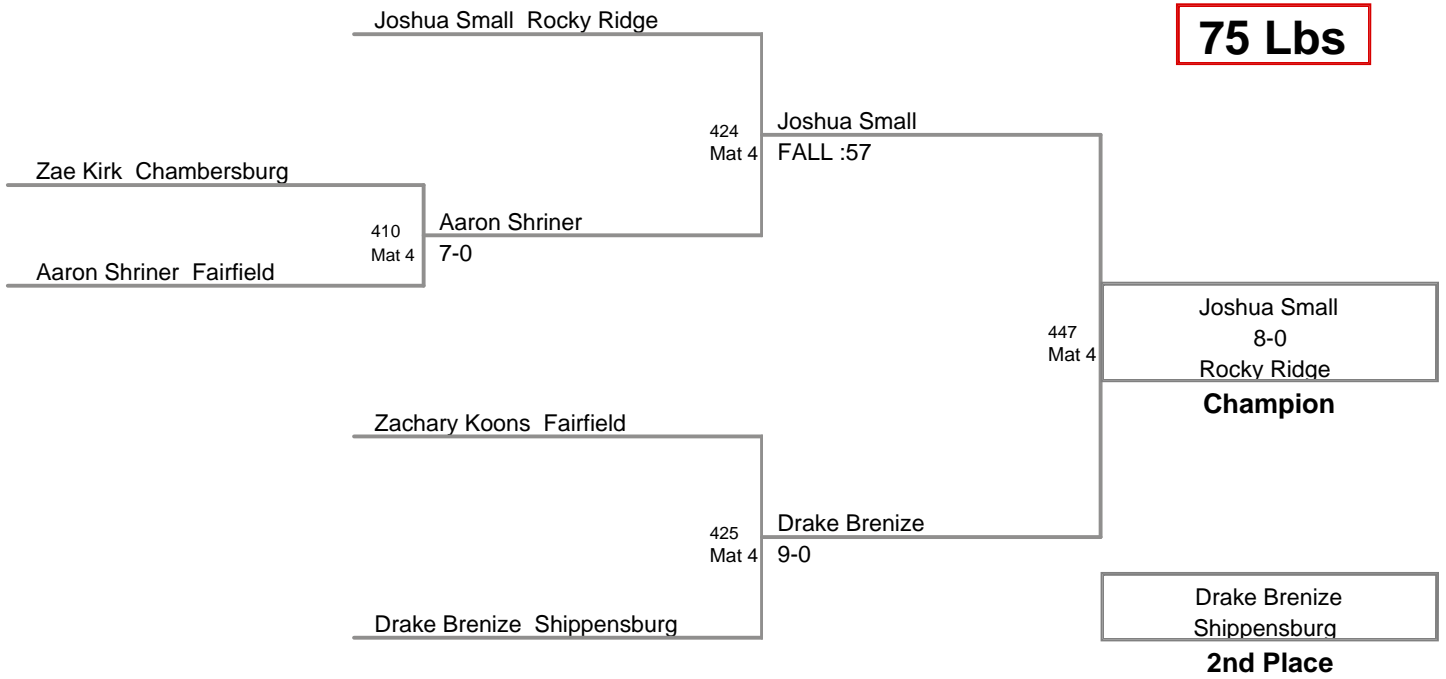 Joshua Small Rocky Ridge
75 Lbs
424
Mat 4
Joshua Small
FALL :57
Zae Kirk Chambersburg
410
Mat 4
Aaron Shriner
7-0
Aaron Shriner Fairfield
447
Mat 4
Joshua Small
8-0
Rocky Ridge
Champion
Zachary Koons Fairfield
425
Mat 4
Drake Brenize
9-0
Drake Brenize Shippensburg
Drake Brenize
Shippensburg
2nd Place